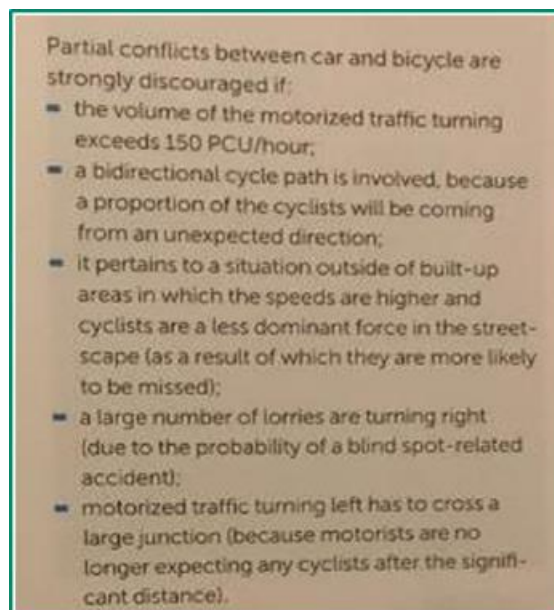 Partial conflicts between car and bicycle are
strongly discouraged if:
- the volume of the motorized traffic turning
exceeds 150 PCU/hour;
- a bidirectional cycle path is involved, because
a proportion of the cyclists will be coming
from an unexpected direction;
- it pertains to a situation outside of built-up
areas in which the speeds are higher and
cyclists are a less dominant force in the street-
scape (as a result of which they are more likely
to be missed);
- a large number of lorries are turning right
(due to the probability of a blind spot-related
accident);
- motorized traffic turning left has to cross a
large junction (because motorists are no
longer expecting any cyclists after the signifi-
cant distance).